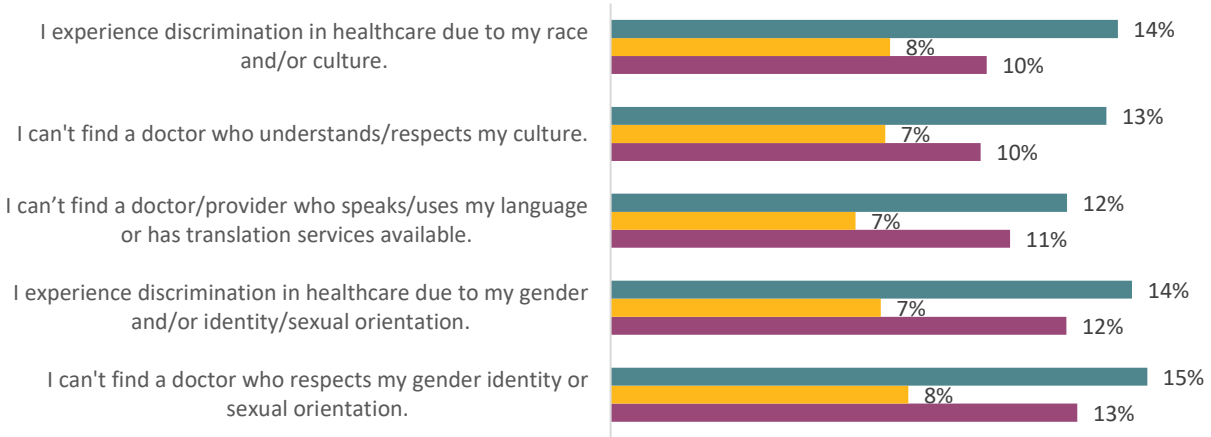 I experience discrimination in healthcare due to my race
and/or culture.
14%
8%
10%
I can't find a doctor who understands/respects my culture.
13%
7%
10%
I can’t find a doctor/provider who speaks/uses my language
or has translation services available.
12%
7%
11%
I experience discrimination in healthcare due to my gender
and/or identity/sexual orientation.
14%
7%
12%
I can't find a doctor who respects my gender identity or
sexual orientation.
15%
8%
13%